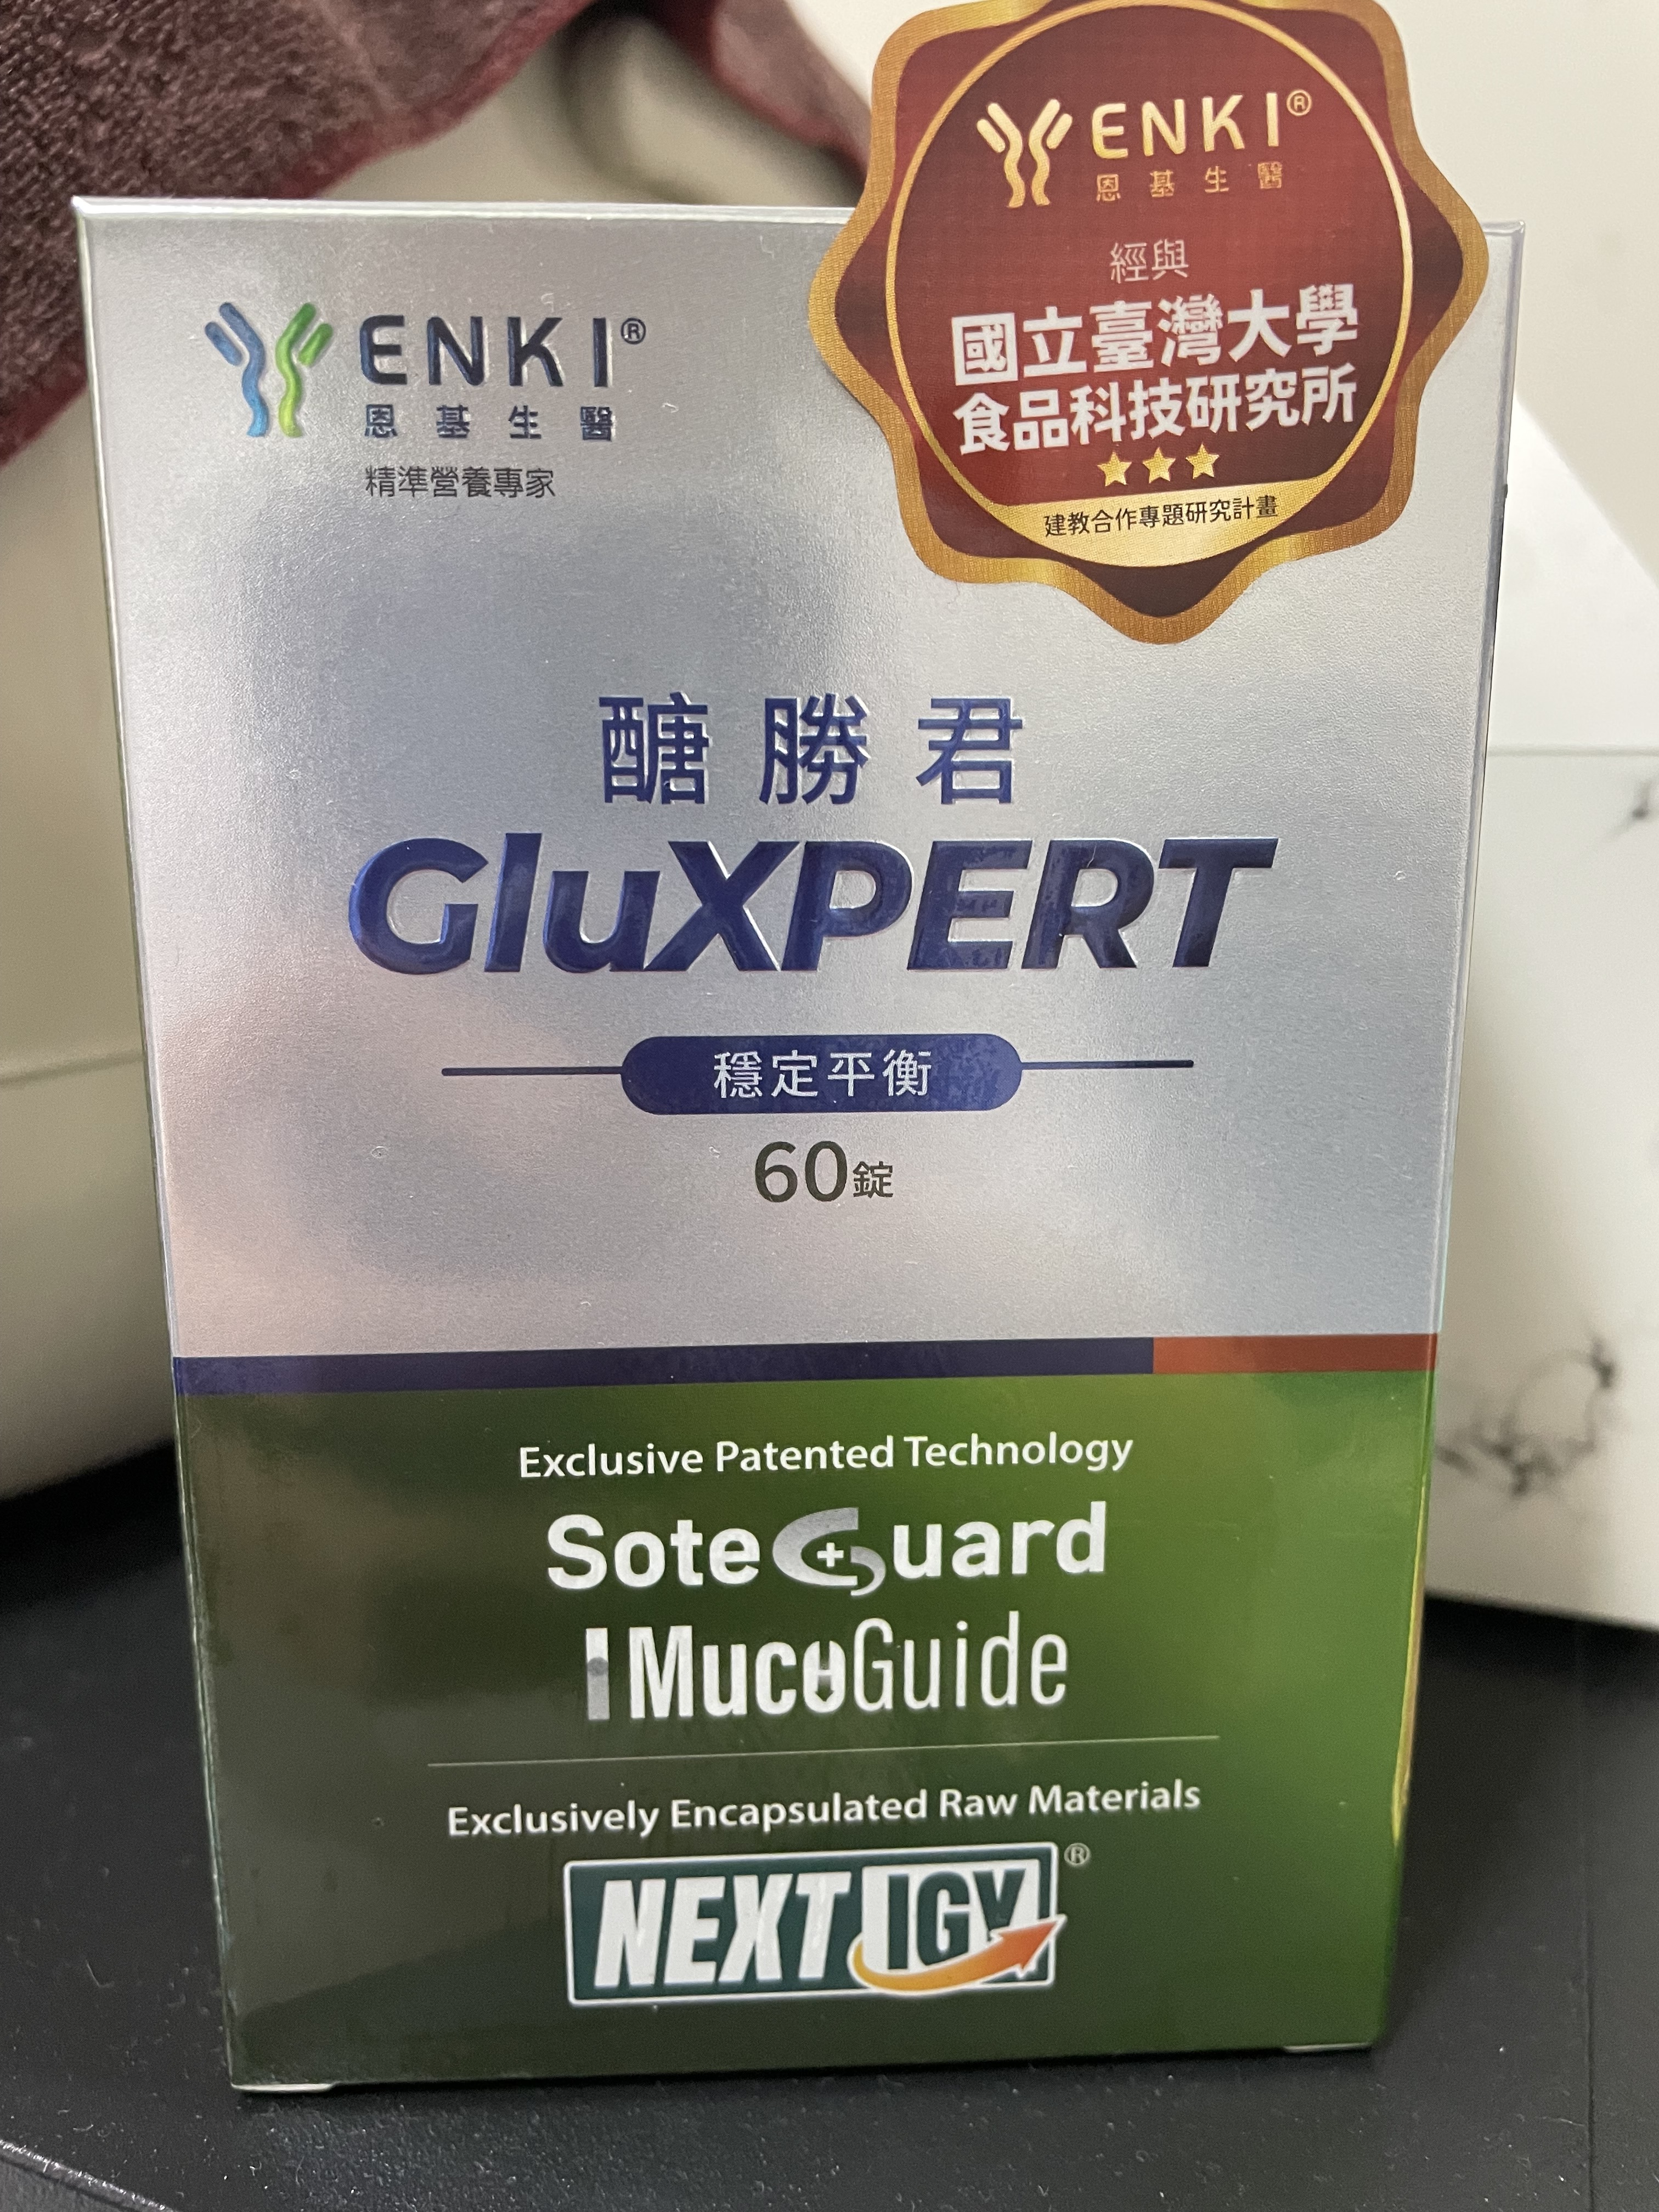 ENKI®
恩基生醫
經與
國立臺灣大學
食品科技研究所
建教合作專題研究計畫
ENKI®
恩基生醫
精準營養專家
醣勝君
GluXPERT
穩定平衡
60錠
Exclusive Patented Technology
SoteGuard
MucoGuide
Exclusively Encapsulated Raw Materials
NEXT IGY®